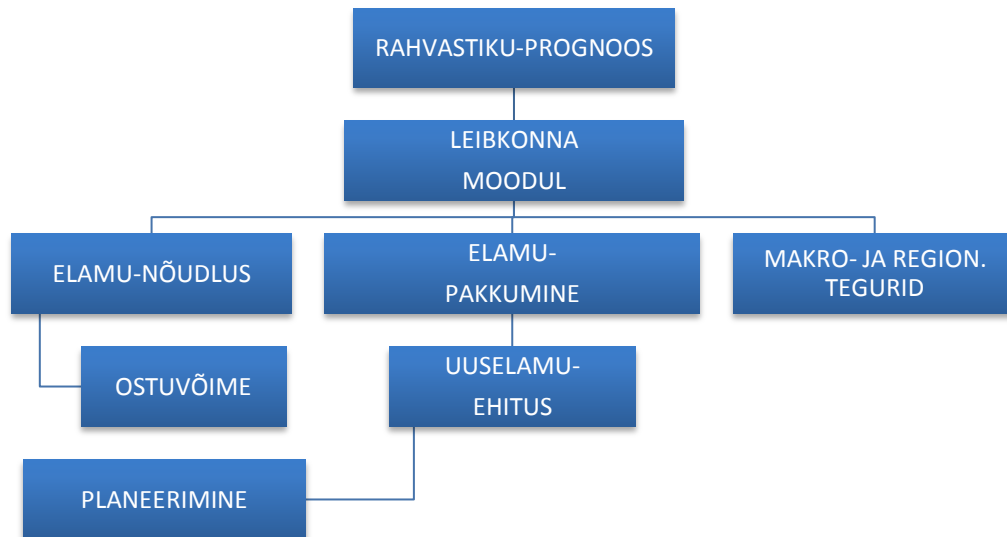 RAHVASTIKU-PROGNOOS
LEIBKONNA
MOODUL
ELAMU-NÕUDLUS
ELAMU-
PAKKUMINE
MAKRO- JA REGION.
TEGURID
OSTUVÕIME
UUSELAMU-
EHITUS
PLANEERIMINE